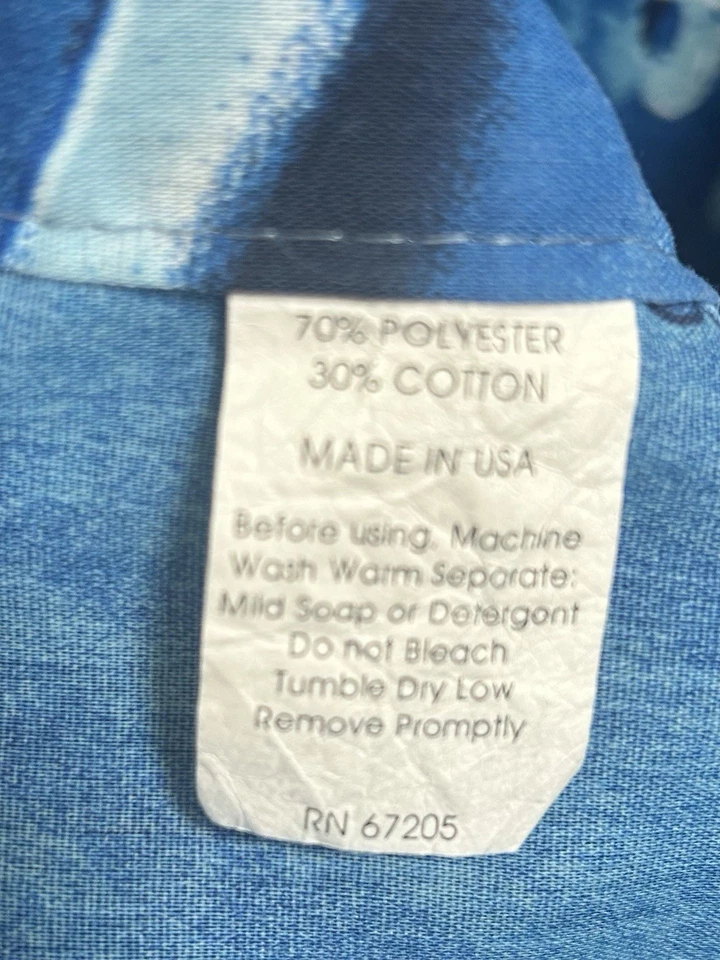 70% POLYESTER
30% COTTON
MADE IN USA
Before using, Machine
Wash Warm Separate:
Mild Soap or Detergent
Do not Bleach
Tumble Dry Low
Remove Promptly
RN 67205